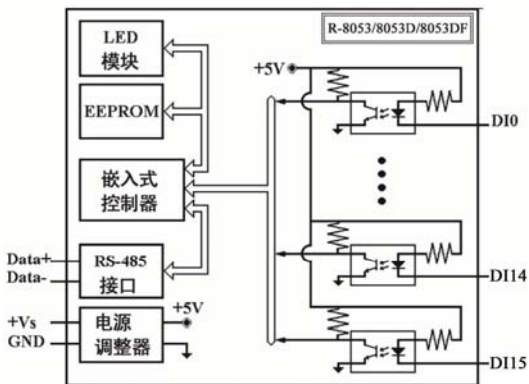 R-8053/8053D/8053DF
LED
模块
EEPROM
嵌入式
控制器
Data+
Data-
RS-485
接口
+Vs
GND
电源
调整器
+5V
+5V
DI0
DI14
DI15